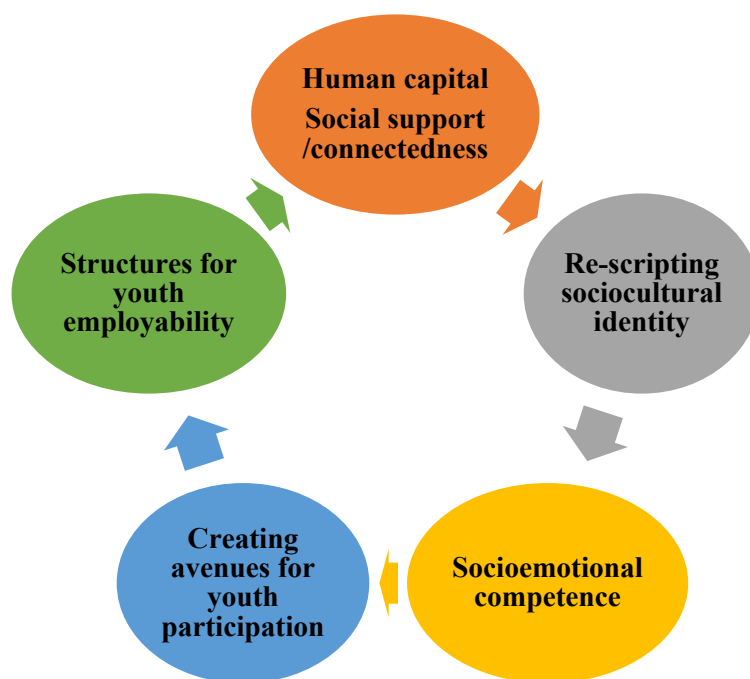 Human capital
Social support
/connectedness
Re-scripting
sociocultural
identity
Socioemotional
competence
Creating
avenues for
youth
participation
Structures for
youth
employability